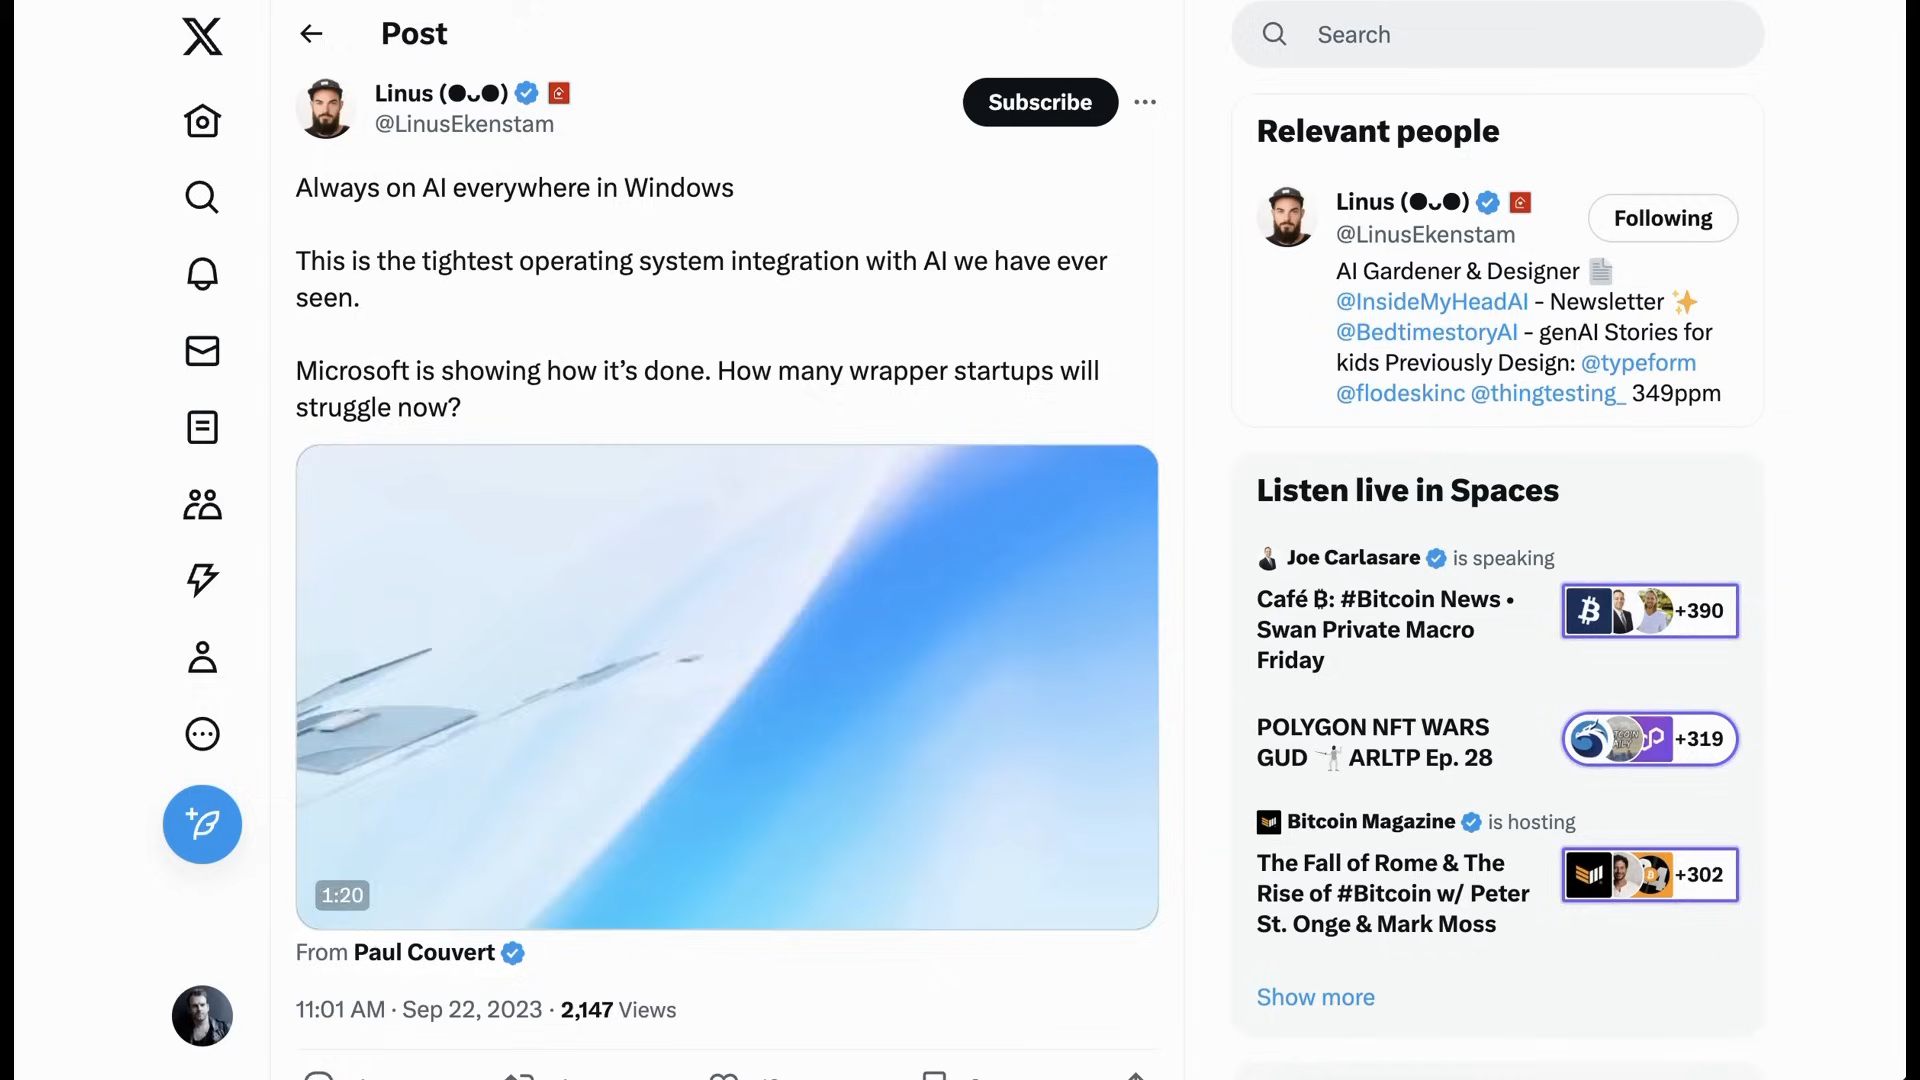 Post
Linus (●ᴗ●)
@LinusEkenstam
Subscribe
Always on AI everywhere in Windows
This is the tightest operating system integration with AI we have ever
seen.
Microsoft is showing how it’s done. How many wrapper startups will
struggle now?
1:20
From Paul Couvert
11:01 AM · Sep 22, 2023 · 2,147 Views
Search
Relevant people
Linus (●ᴗ●)
@LinusEkenstam
Following
AI Gardener & Designer 📄
@InsideMyHeadAI - Newsletter ✨
@BedtimestoryAI - genAI Stories for
kids Previously Design: @typeform
@flodeskinc @thingtesting_ 349ppm
Listen live in Spaces
Joe Carlasare is speaking
Café ₿: #Bitcoin News •
Swan Private Macro
Friday
+390
POLYGON NFT WARS
GUD 🤺 ARLTP Ep. 28
+319
Bitcoin Magazine is hosting
The Fall of Rome & The
Rise of #Bitcoin w/ Peter
St. Onge & Mark Moss
+302
Show more